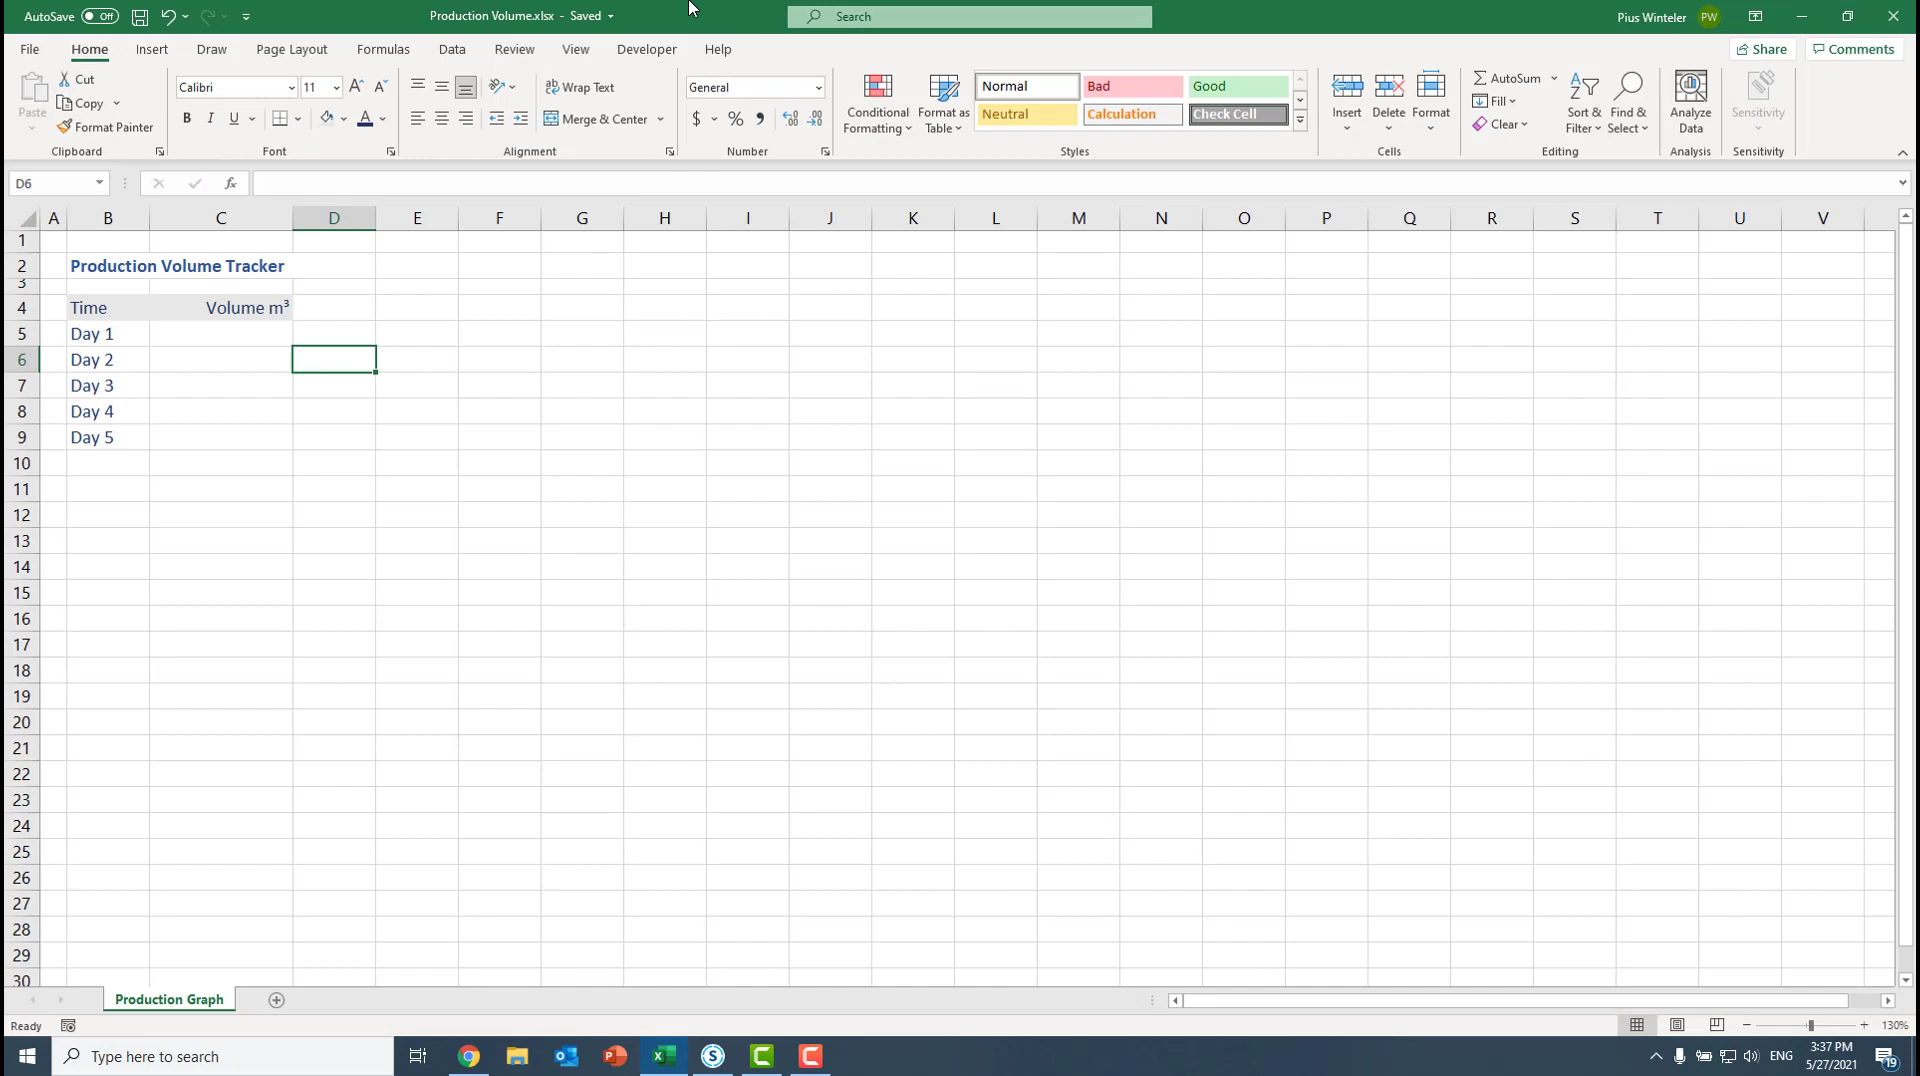 AutoSave Off Production Volume.xlsx - Saved Search Pius Winteler PW
File Home Insert Draw Page Layout Formulas Data Review View Developer Help Share Comments
Paste Cut Copy Format Painter
Clipboard
Calibri 11
B I U A
Font
Wrap Text
Merge & Center
Alignment
General
$ % 9
Number
Conditional Formatting
Format as Table
Normal Bad Good
Neutral Calculation Check Cell
Styles
Insert Delete Format
Cells
AutoSum
Fill
Clear
Sort & Filter
Find & Select
Editing
Analyze Data
Analysis
Sensitivity
Sensitivity
D6 fx
A B C D E F G H I J K L M N O P Q R S T U V
1
2 Production Volume Tracker
3
4 Time Volume m³
5 Day 1
6 Day 2
7 Day 3
8 Day 4
9 Day 5
10
11
12
13
14
15
16
17
18
19
20
21
22
23
24
25
26
27
28
29
30
Production Graph
Ready 130%
Type here to search ENG 3:37 PM
5/27/2021 19